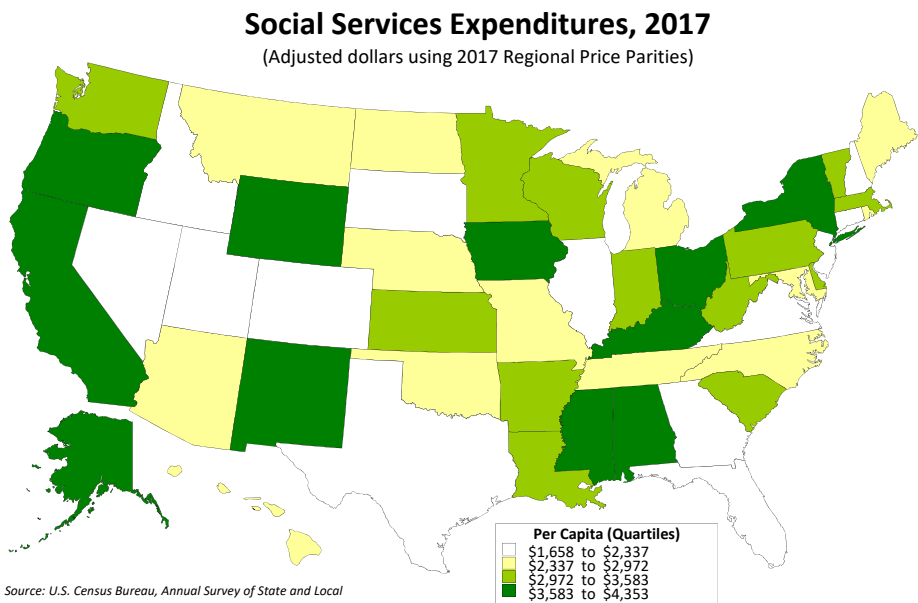 Social Services Expenditures, 2017
(Adjusted dollars using 2017 Regional Price Parities)
Per Capita (Quartiles)
$1,658 to $2,337
$2,337 to $2,972
$2,972 to $3,583
$3,583 to $4,353
Source: U.S. Census Bureau, Annual Survey of State and Local